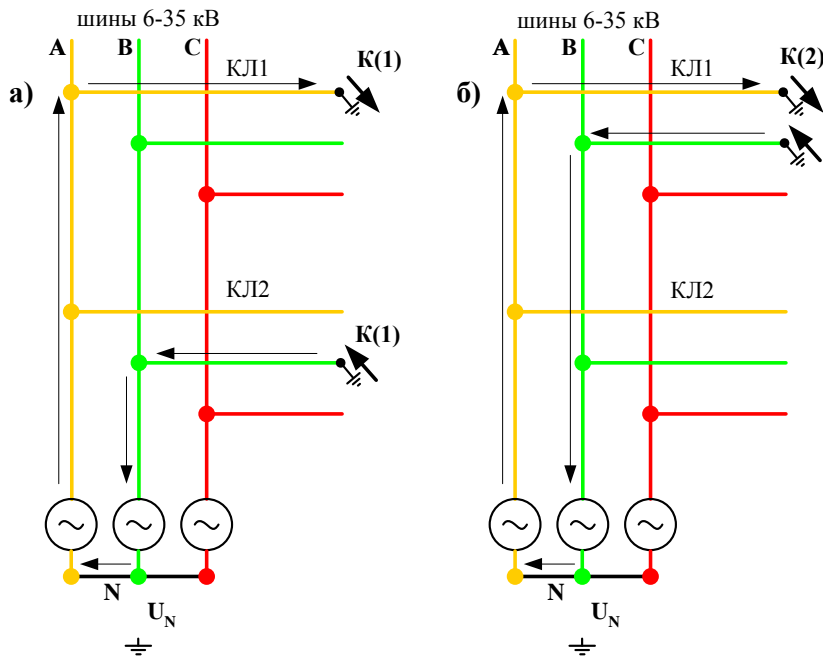 шины 6-35 кВ
A B C
а)
КЛ1
К(1)
КЛ2
К(1)
N
U_N
шины 6-35 кВ
A B C
б)
КЛ1
К(2)
КЛ2
N
U_N